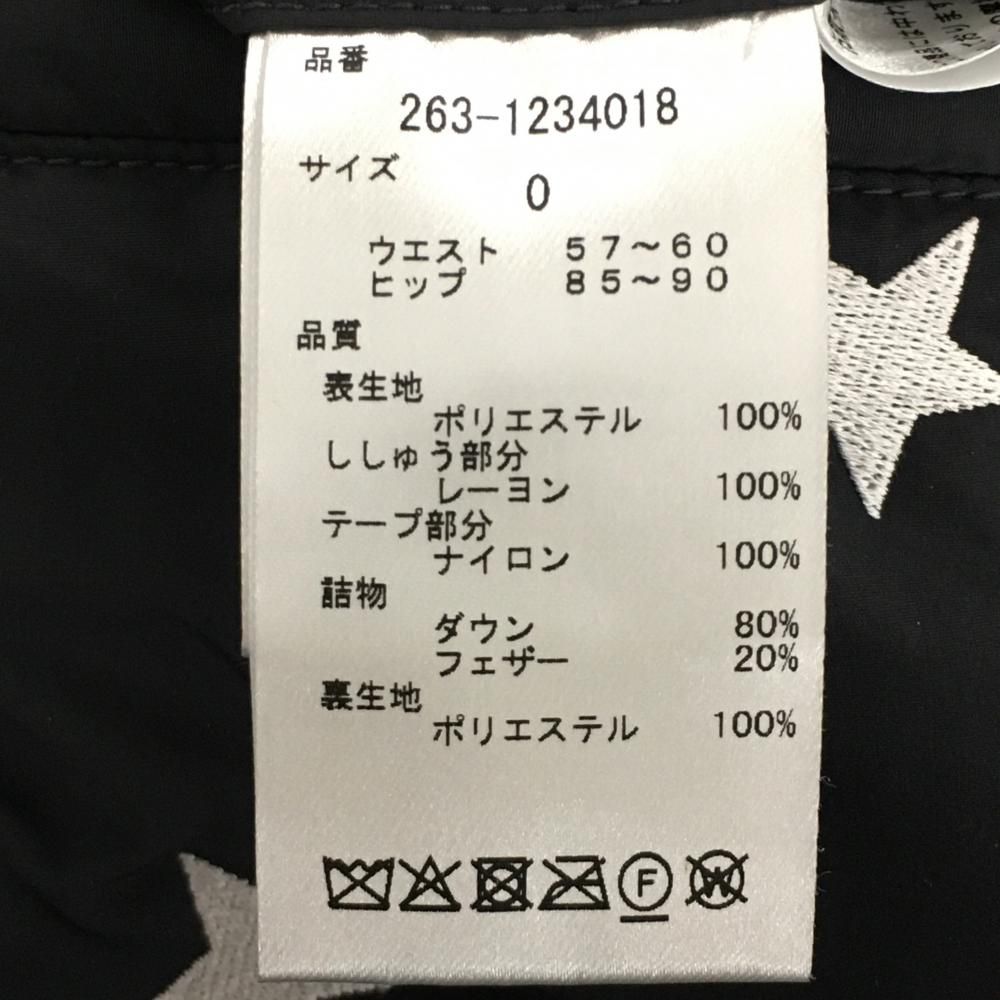 品番
263-1234018
サイズ
0
ウエスト 57～60
ヒップ 85～90
品質
表生地
ポリエステル 100%
ししゅう部分
レーヨン 100%
テープ部分
ナイロン 100%
詰物
ダウン 80%
フェザー 20%
裏生地
ポリエステル 100%
F W